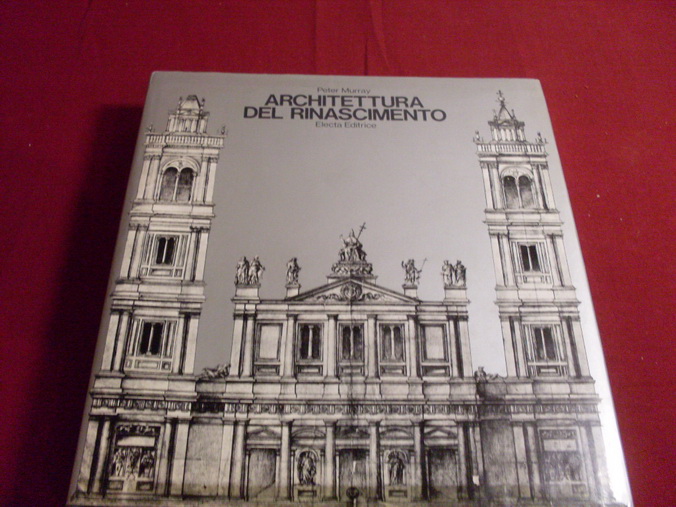 Peter Murray
ARCHITETTURA
DEL RINASCIMENTO
Electa Editrice